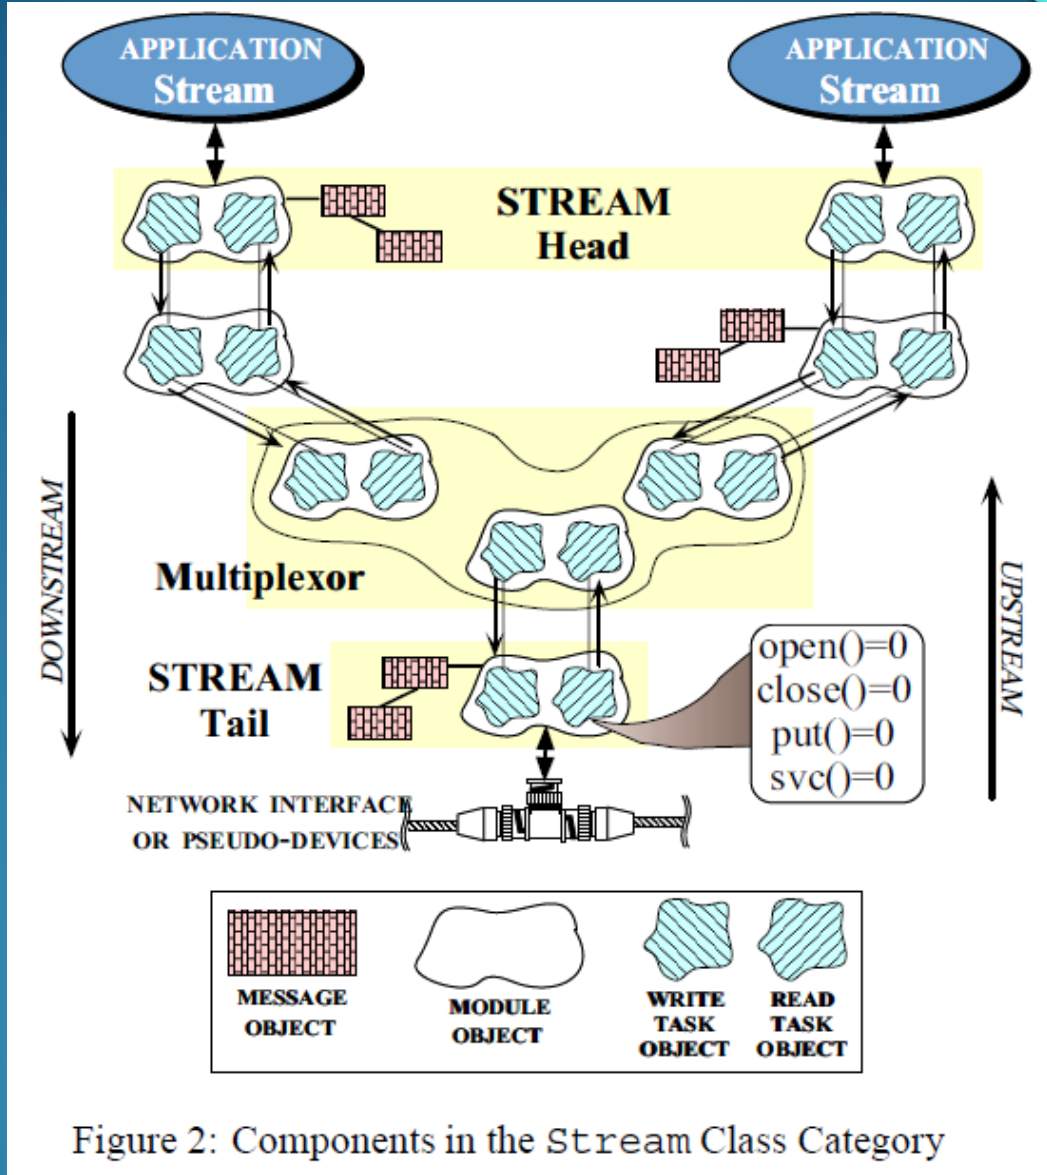 APPLICATION
Stream
APPLICATION
Stream
STREAM
Head
DOWNSTREAM
Multiplexor
UPSTREAM
STREAM
Tail
open()=0
close()=0
put()=0
svc()=0
NETWORK INTERFACE
OR PSEUDO-DEVICES
MESSAGE
OBJECT
MODULE
OBJECT
WRITE
TASK
OBJECT
READ
TASK
OBJECT
Figure 2: Components in the Stream Class Category